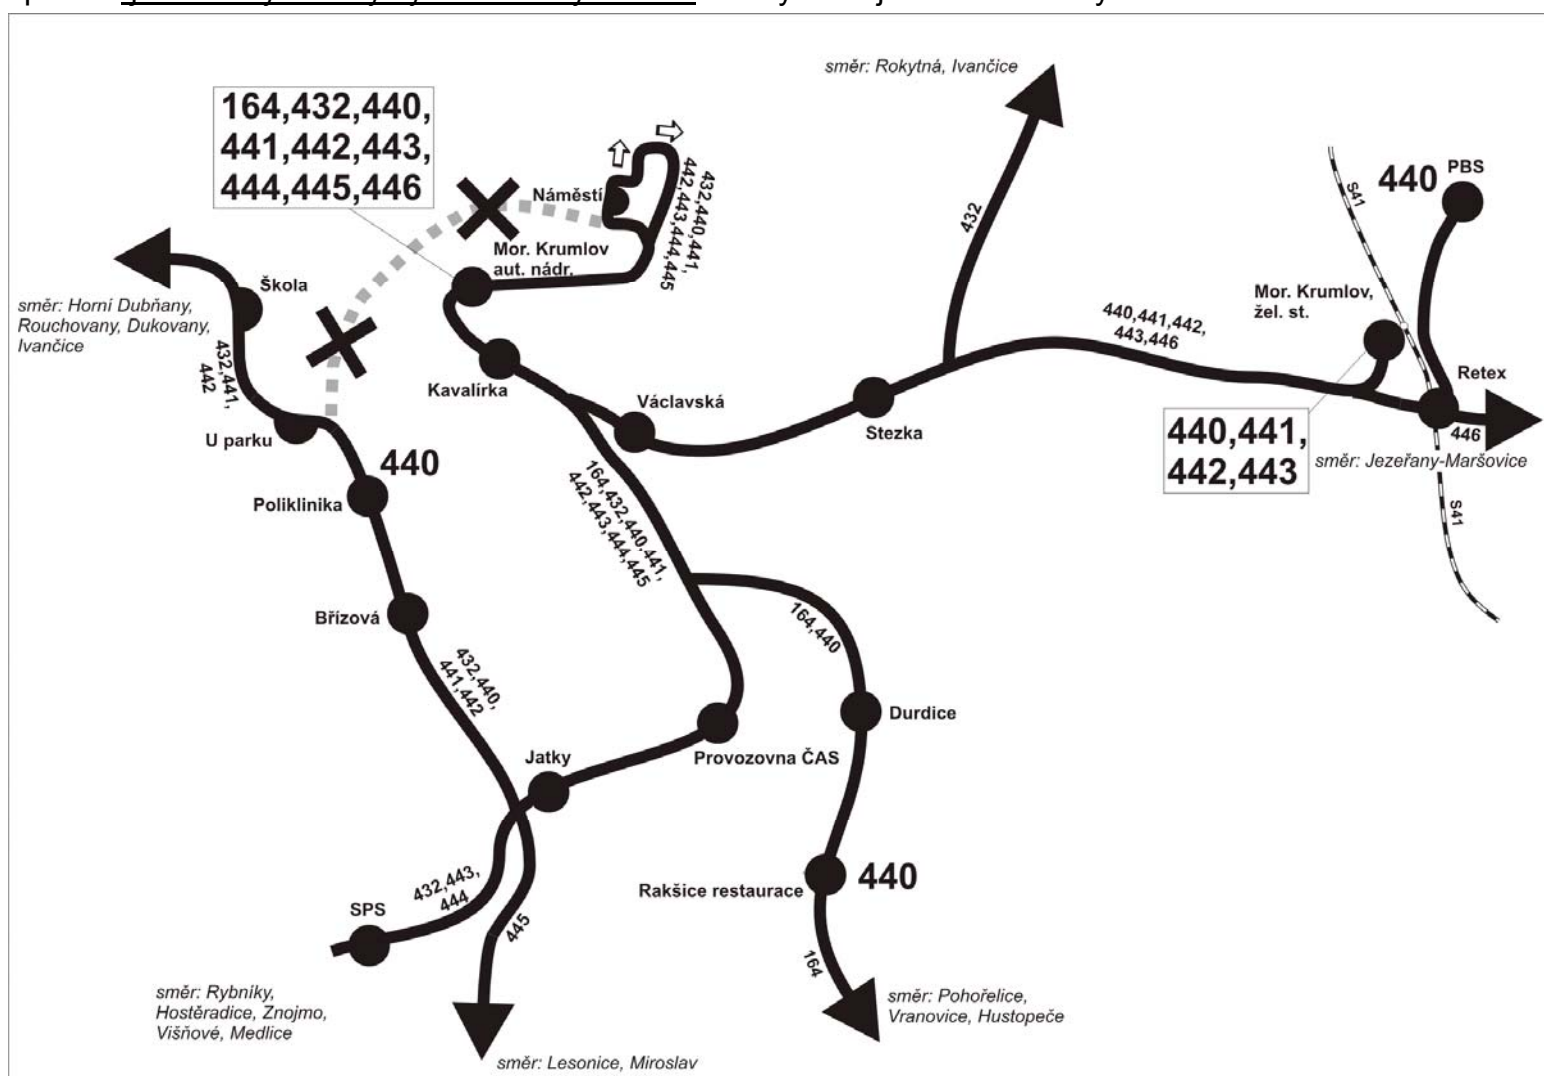 směr: Rokytná, Ivančice
164,432,440,
441,442,443,
444,445,446
Náměstí
432,440,441,
442,443,444,445
Mor. Krumlov
aut. nádr.
432
S41
440
PBS
Škola
směr: Horní Dubňany,
Rouchovany, Dukovany,
Ivančice
432,441,
442
Kavalírka
Václavská
Stezka
440,441,442,
443,446
Mor. Krumlov,
žel. st.
Retex
446
440,441,
442,443
směr: Jezeřany-Maršovice
S41
U parku
440
Poliklinika
164,432,440,441,
442,443,444,445
Břízová
164,440
432,440,
441,442
Durdice
Jatky
Provozovna ČAS
Rakšice restaurace
440
432,443,
444
SPS
445
164
směr: Rybníky,
Hostěradice, Znojmo,
Višňové, Medlice
směr: Pohořelice,
Vranovice, Hustopeče
směr: Lesonice, Miroslav